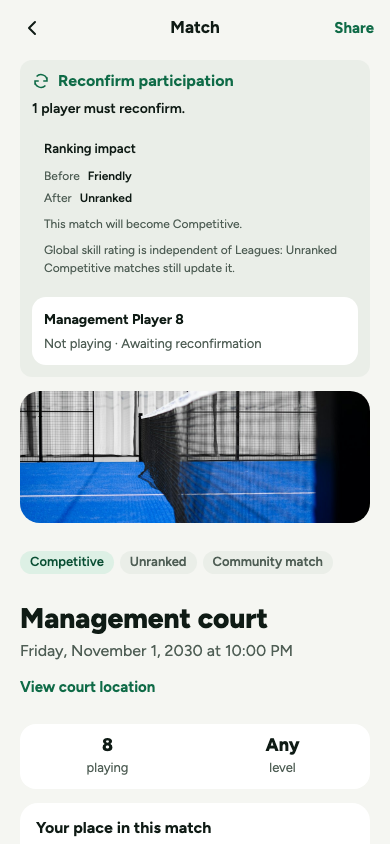 Match
Share
Reconfirm participation
1 player must reconfirm.
Ranking impact
Before Friendly
After Unranked
This match will become Competitive.
Global skill rating is independent of Leagues: Unranked
Competitive matches still update it.
Management Player 8
Not playing · Awaiting reconfirmation
Competitive
Unranked
Community match
Management court
Friday, November 1, 2030 at 10:00 PM
View court location
8
playing
Any
level
Your place in this match